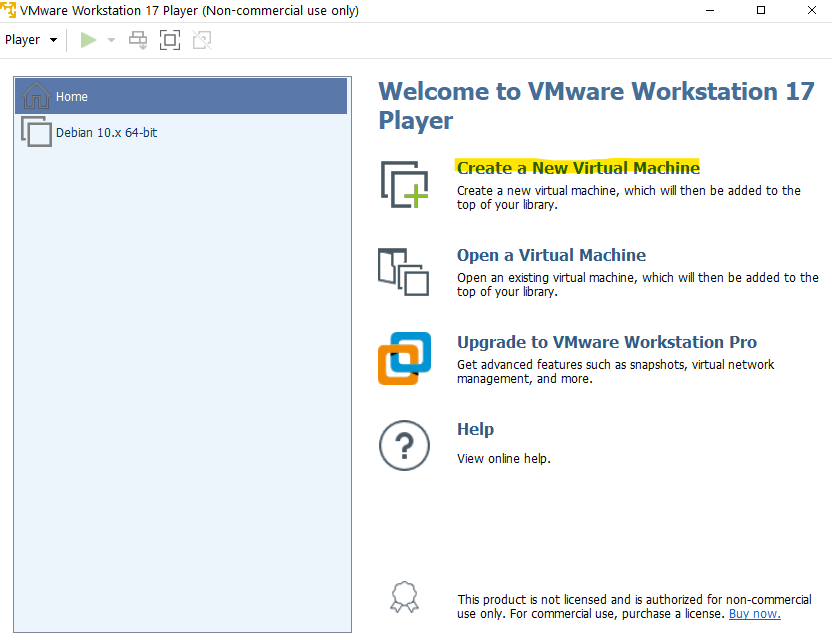 VMware Workstation 17 Player (Non-commercial use only)
Player
Home
Debian 10.x 64-bit
Welcome to VMware Workstation 17
Player
Create a New Virtual Machine
Create a new virtual machine, which will then be added to the
top of your library.
Open a Virtual Machine
Open an existing virtual machine, which will then be added to the
top of your library.
Upgrade to VMware Workstation Pro
Get advanced features such as snapshots, virtual network
management, and more.
?
Help
View online help.
This product is not licensed and is authorized for non-commercial
use only. For commercial use, purchase a license. Buy now.